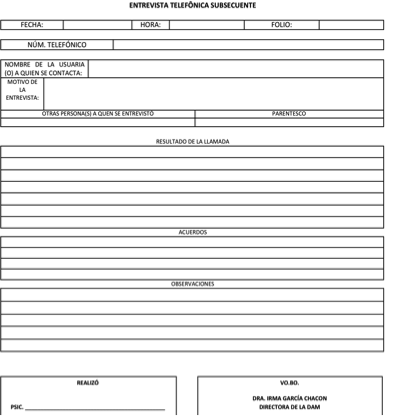 ENTREVISTA TELEFÓNICA SUBSECUENTE
FECHA: HORA: FOLIO:
NÚM. TELEFÓNICO
NOMBRE DE LA USUARIA
(O) A QUIEN SE CONTACTA:
MOTIVO DE
LA
ENTREVISTA:
OTRAS PERSONA(S) A QUEN SE ENTREVISTÓ PARENTESCO
RESULTADO DE LA LLAMADA
ACUERDOS
OBSERVACIONES
REALIZÓ VO.BO.
DRA. IRMA GARCÍA CHACON
PSIC. DIRECTORA DE LA DAM